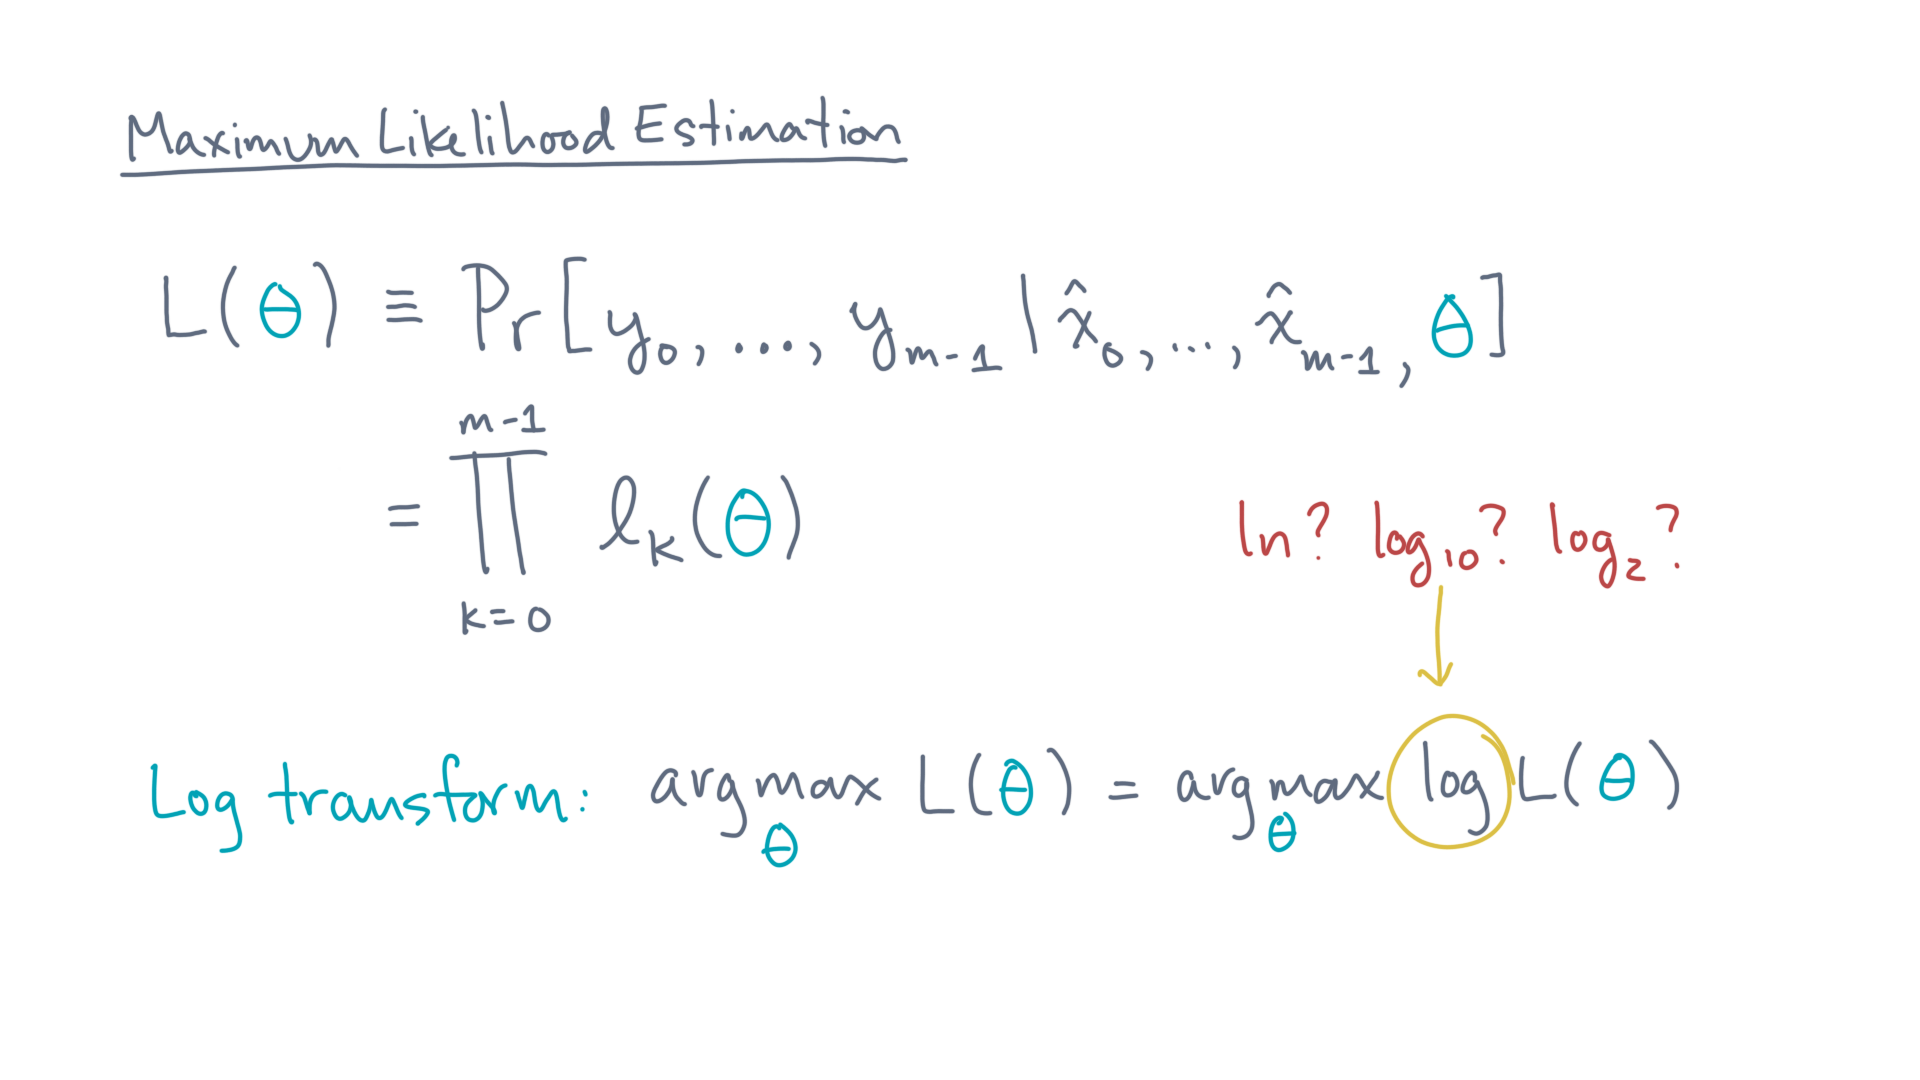 Maximum Likelihood Estimation
L(θ) ≡ Pr[y₀, ..., yₘ₋₁ | x̂₀, ..., x̂ₘ₋₁, θ]
m-1
= ∏ lₖ(θ)
k=0
ln? log₁₀? log₂?
Log transform: argmax L(θ) = argmax log L(θ)
θ θ